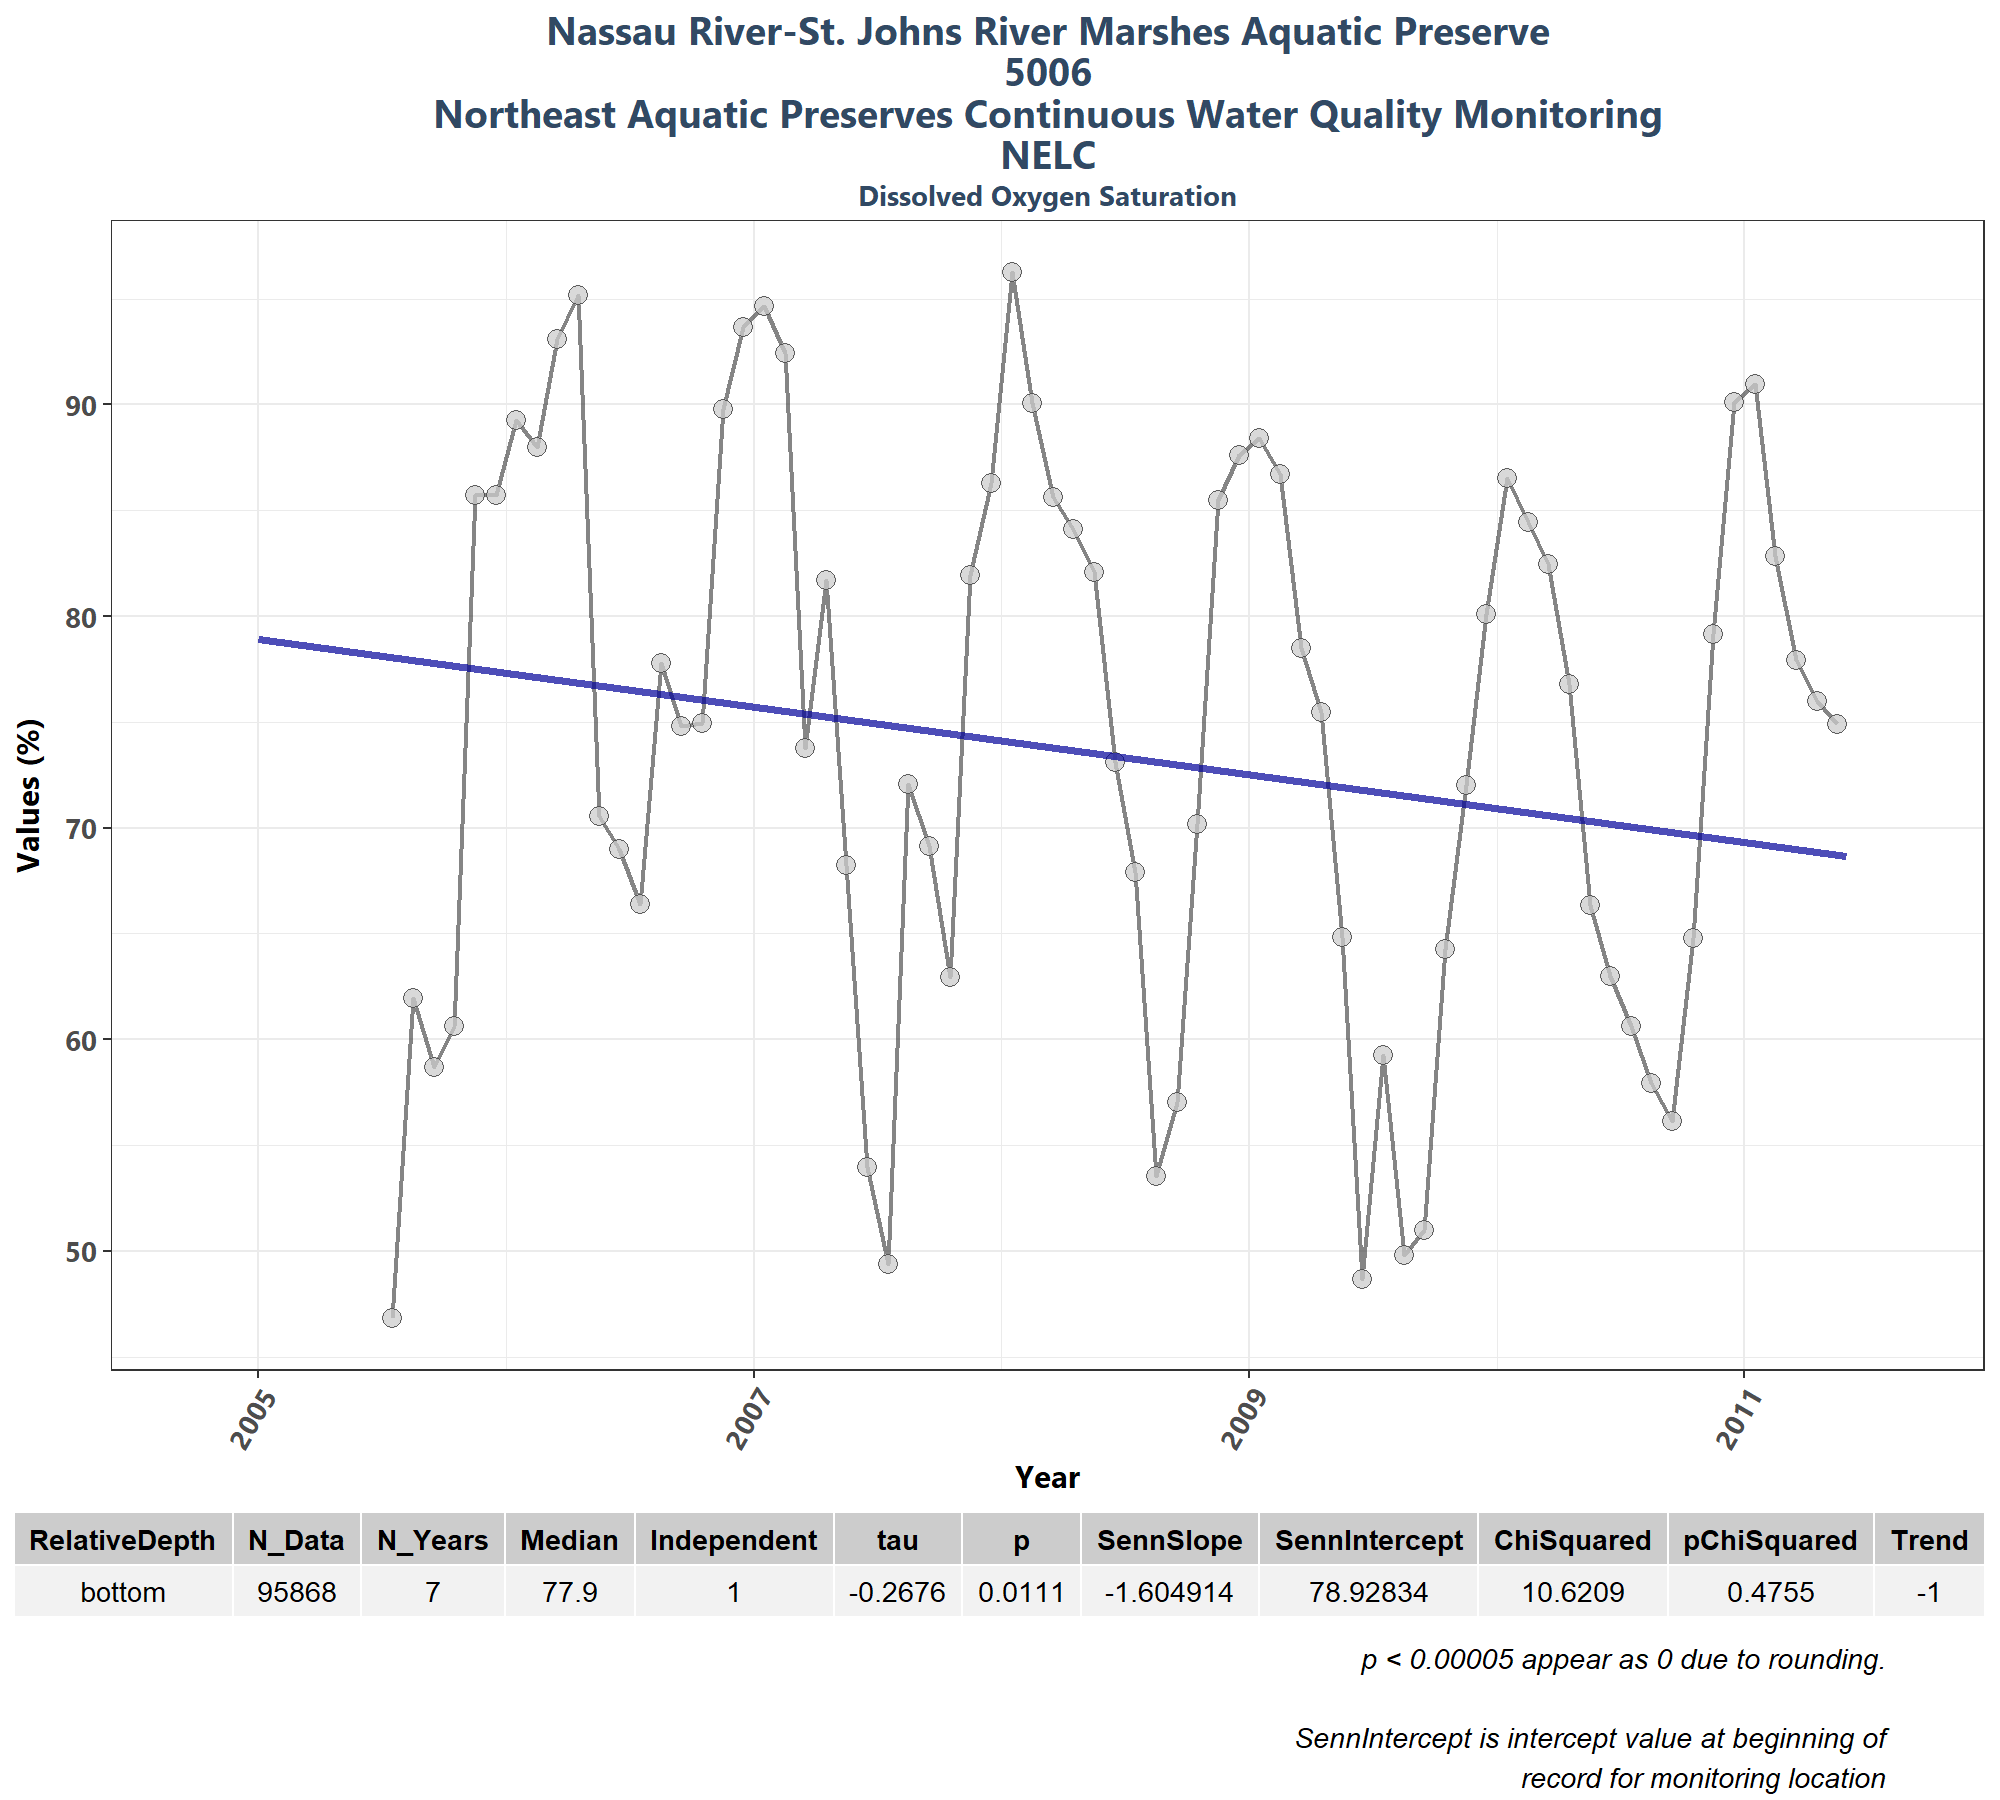 Nassau River-St. Johns River Marshes Aquatic Preserve
5006
Northeast Aquatic Preserves Continuous Water Quality Monitoring
NELC
Dissolved Oxygen Saturation
90
80
70
60
50
Values (%)
2005 2007 2009 2011
Year
RelativeDepth N_Data N_Years Median Independent tau p SennSlope SennIntercept ChiSquared pChiSquared Trend
bottom 95868 7 77.9 1 -0.2676 0.0111 -1.604914 78.92834 10.6209 0.4755 -1
p < 0.00005 appear as 0 due to rounding.
SennIntercept is intercept value at beginning of
record for monitoring location